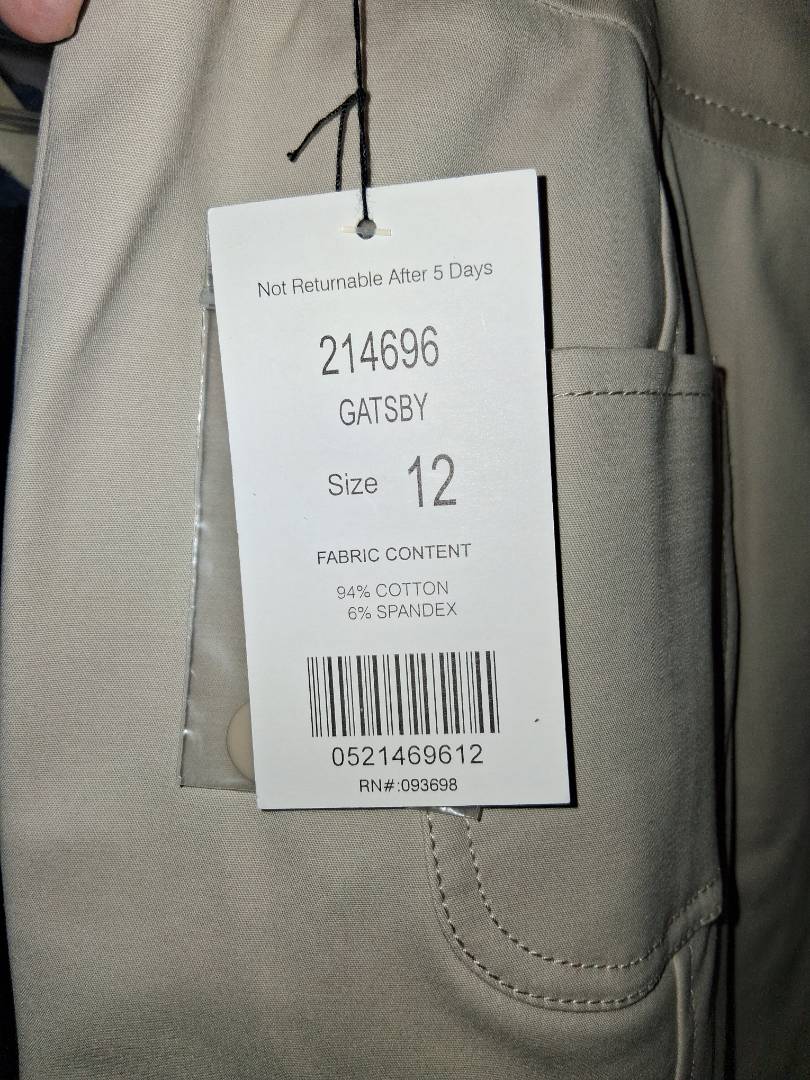 Not Returnable After 5 Days
214696
GATSBY
Size 12
FABRIC CONTENT
94% COTTON
6% SPANDEX
0521469612
RN#:093698